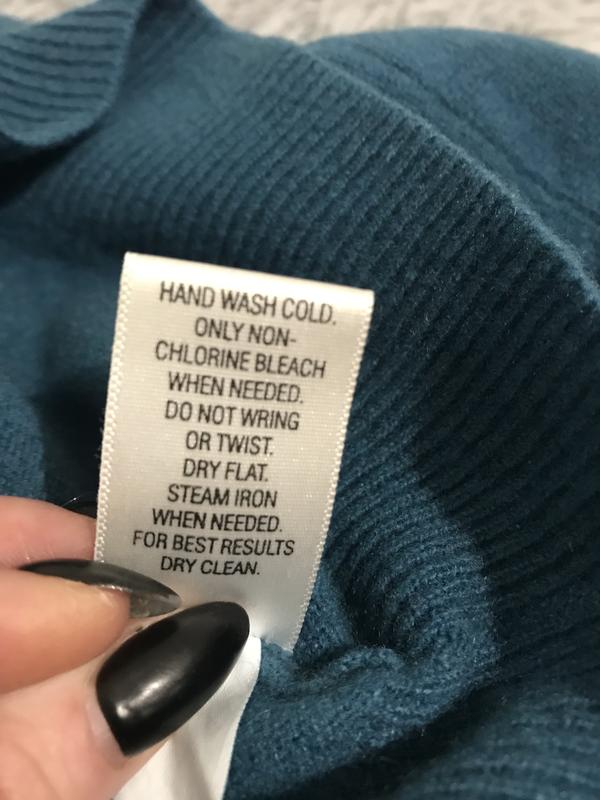 HAND WASH COLD.
ONLY NON-
CHLORINE BLEACH
WHEN NEEDED.
DO NOT WRING
OR TWIST.
DRY FLAT.
STEAM IRON
WHEN NEEDED.
FOR BEST RESULTS
DRY CLEAN.